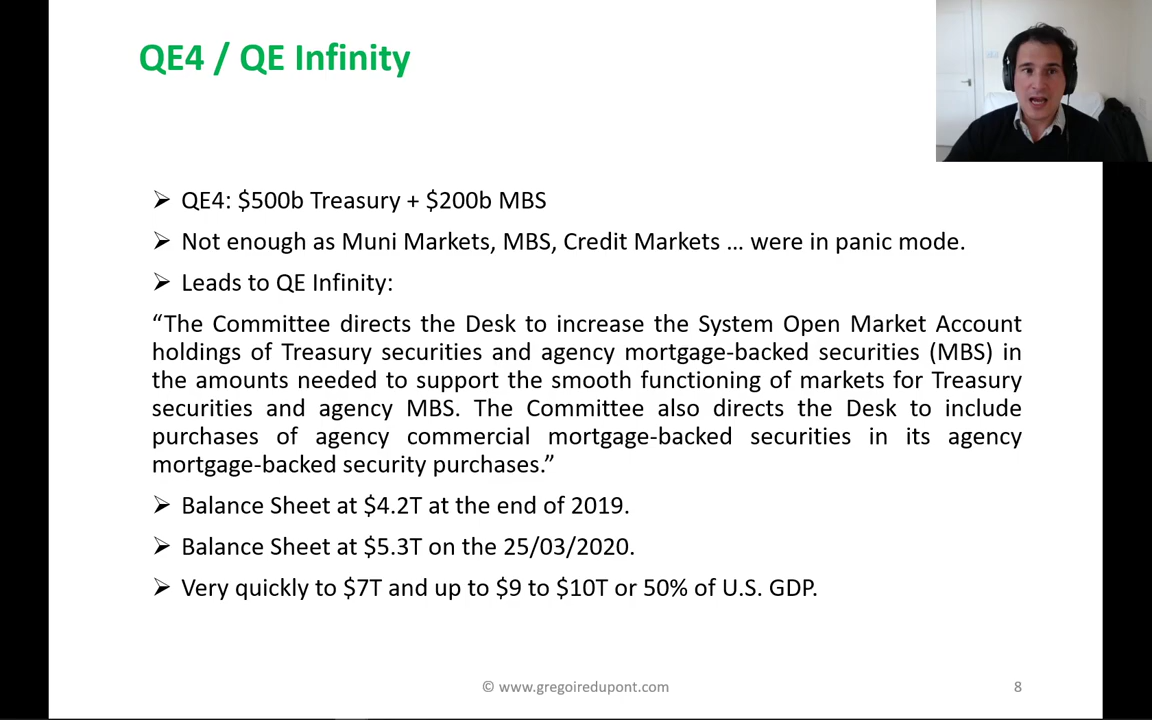 QE4 / QE Infinity
➢ QE4: $500b Treasury + $200b MBS
➢ Not enough as Muni Markets, MBS, Credit Markets … were in panic mode.
➢ Leads to QE Infinity:
“The Committee directs the Desk to increase the System Open Market Account
holdings of Treasury securities and agency mortgage-backed securities (MBS) in
the amounts needed to support the smooth functioning of markets for Treasury
securities and agency MBS. The Committee also directs the Desk to include
purchases of agency commercial mortgage-backed securities in its agency
mortgage-backed security purchases.”
➢ Balance Sheet at $4.2T at the end of 2019.
➢ Balance Sheet at $5.3T on the 25/03/2020.
➢ Very quickly to $7T and up to $9 to $10T or 50% of U.S. GDP.
© www.gregoiredupont.com
8